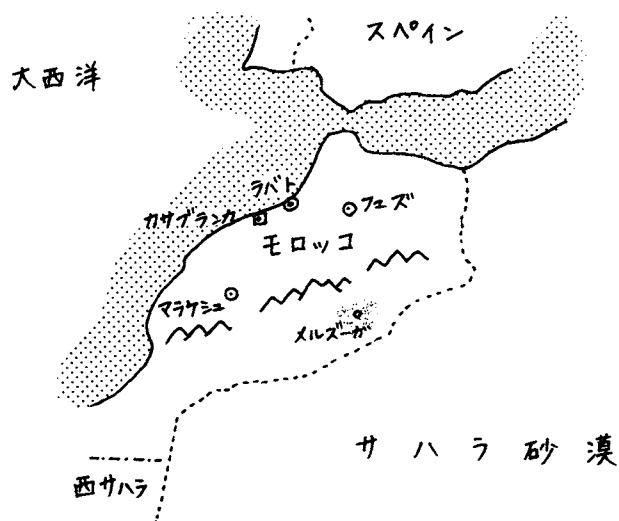 スペイン
大西洋
ラバト
カサブランカ
フェズ
モロッコ
マラケシュ
メルズーガ
サハラ砂漠
西サハラ